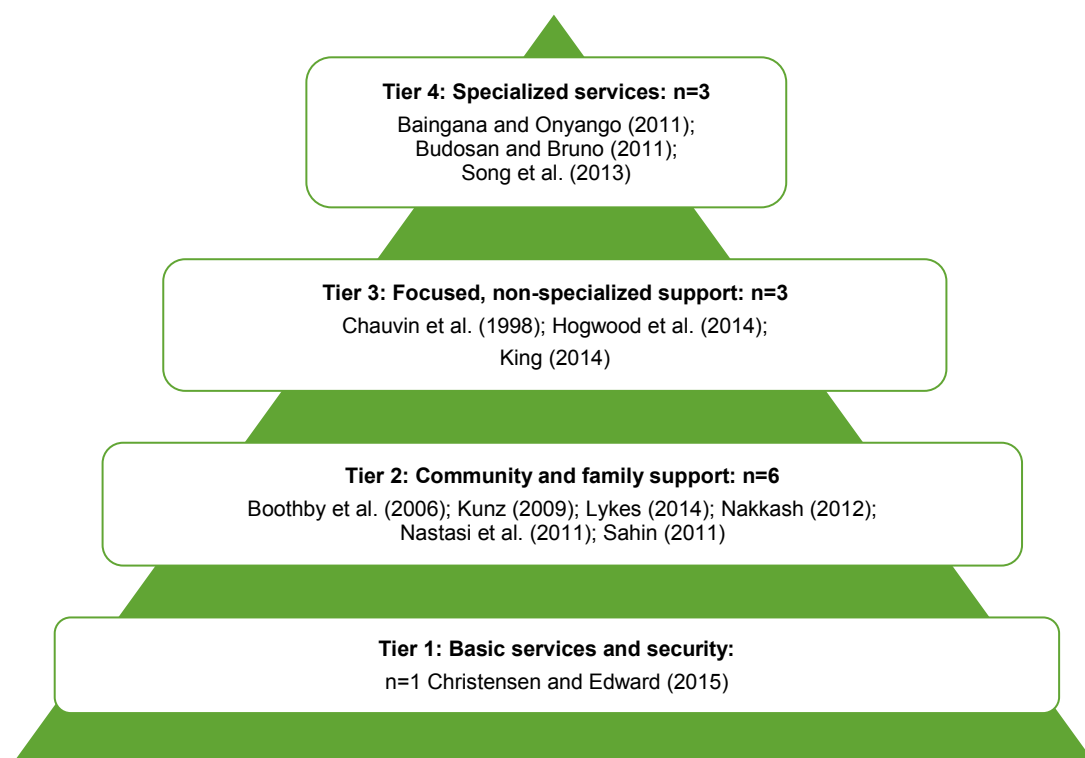 Tier 4: Specialized services: n=3
Baingana and Onyango (2011);
Budosan and Bruno (2011);
Song et al. (2013)
Tier 3: Focused, non-specialized support: n=3
Chauvin et al. (1998); Hogwood et al. (2014);
King (2014)
Tier 2: Community and family support: n=6
Boothby et al. (2006); Kunz (2009); Lykes (2014); Nakkash (2012);
Nastasi et al. (2011); Sahin (2011)
Tier 1: Basic services and security:
n=1 Christensen and Edward (2015)